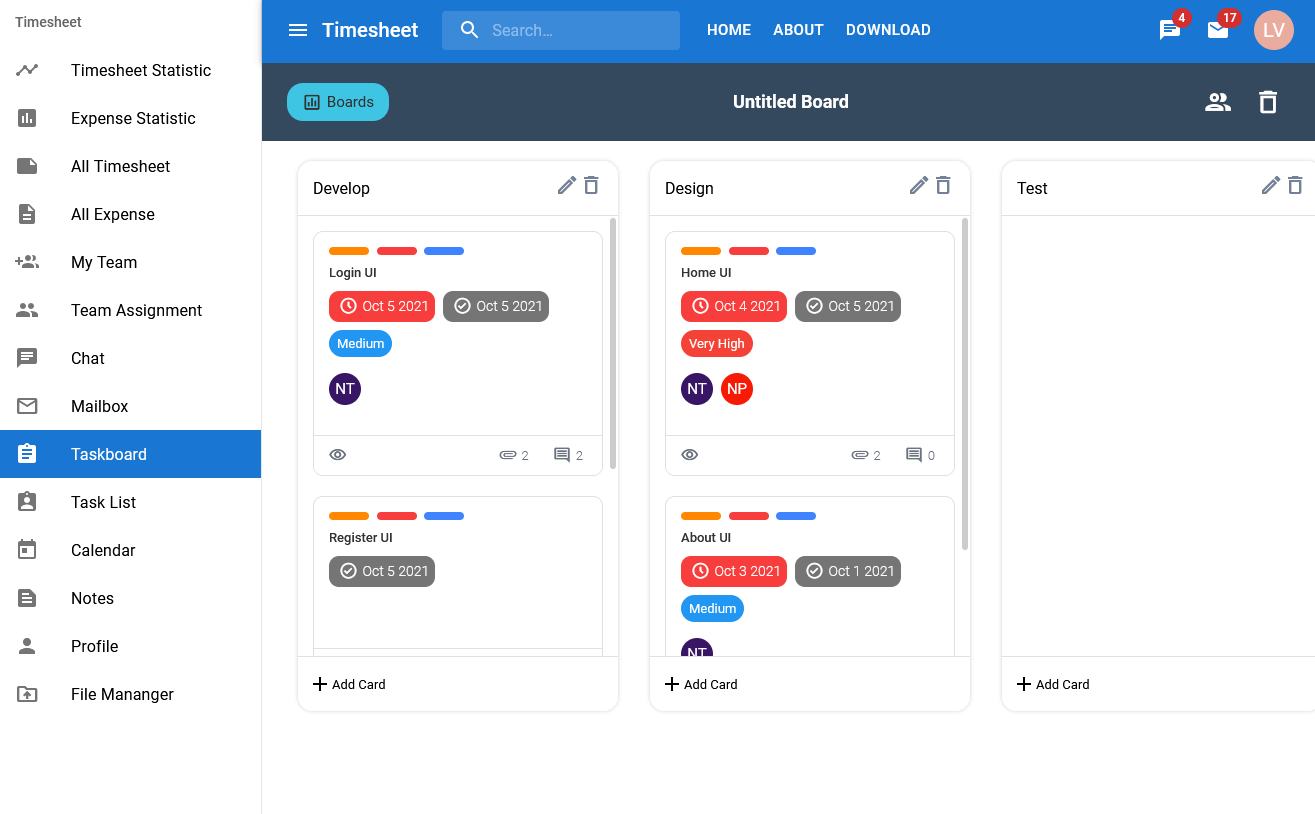 Timesheet
Timesheet Statistic
Expense Statistic
All Timesheet
All Expense
My Team
Team Assignment
Chat
Mailbox
Taskboard
Task List
Calendar
Notes
Profile
File Mananger
Timesheet
Search...
HOME ABOUT DOWNLOAD
4
17
LV
Boards
Untitled Board
Develop
Login UI
Oct 5 2021 Oct 5 2021
Medium
NT
2 2
Register UI
Oct 5 2021
Add Card
Design
Home UI
Oct 4 2021 Oct 5 2021
Very High
NT NP
2 0
About UI
Oct 3 2021 Oct 1 2021
Medium
NT
Add Card
Test
Add Card